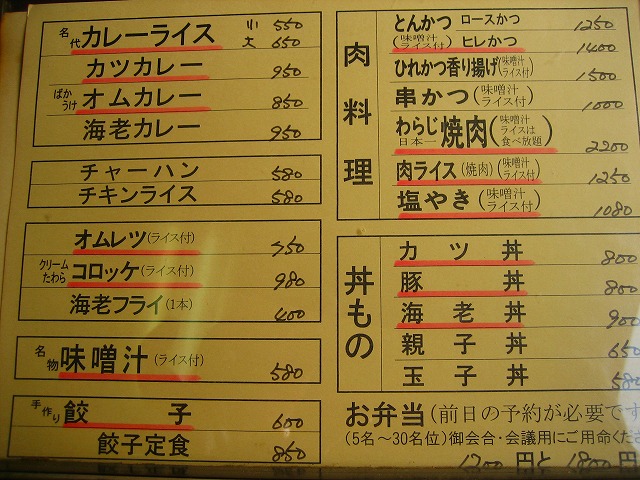 名代 カレーライス 小 550
大 650
カツカレー 950
ばかうけ オムカレー 850
海老カレー 950
チャーハン 580
チキンライス 580
オムレツ(ライス付) 750
クリームたわら コロッケ(ライス付) 980
海老フライ(1本) 400
名物 味噌汁(ライス付) 580
手作り 餃子 600
餃子定食 850
肉料理
とんかつ ロースかつ 1250
(味噌汁 ライス付) ヒレかつ 1400
ひれかつ香り揚げ(味噌汁 ライス付) 1500
串かつ(味噌汁 ライス付) 1000
わらじ 日本一 焼肉(味噌汁 ライスは 食べ放題) 2200
肉ライス(焼肉)(味噌汁 ライス付) 1250
塩やき(味噌汁 ライス付) 1080
丼もの
カツ丼 800
豚丼 800
海老丼 900
親子丼 650
玉子丼 580
お弁当(前日の予約が必要です
(5名〜30名位)御会合・会議用にご用命くだ
1200円と1800円